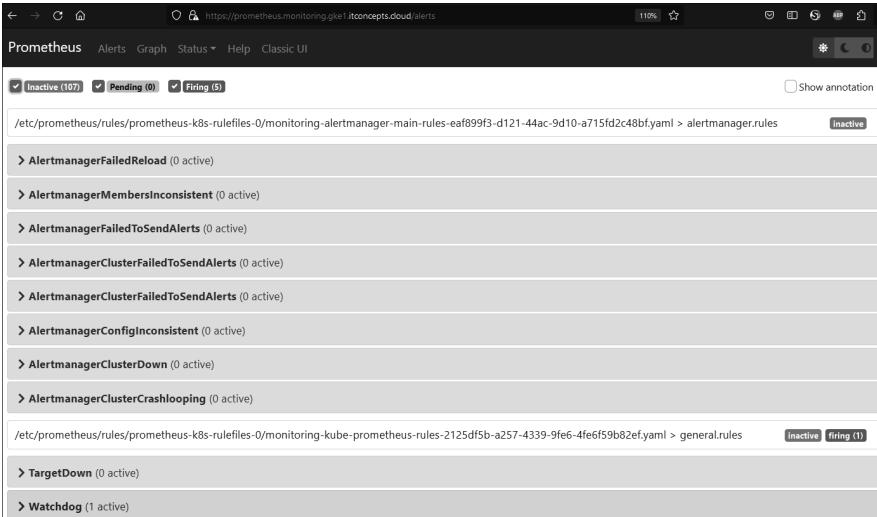 https://prometheus.monitoring.gke1.itconcepts.cloud/alerts 110% ABP
Prometheus Alerts Graph Status Help Classic UI
Inactive (107) Pending (0) Firing (5) Show annotation
/etc/prometheus/rules/prometheus-k8s-rulefiles-0/monitoring-alertmanager-main-rules-eaf899f3-d121-44ac-9d10-a715fd2c48bf.yaml > alertmanager.rules inactive
AlertmanagerFailedReload (0 active)
AlertmanagerMembersInconsistent (0 active)
AlertmanagerFailedToSendAlerts (0 active)
AlertmanagerClusterFailedToSendAlerts (0 active)
AlertmanagerClusterFailedToSendAlerts (0 active)
AlertmanagerConfigInconsistent (0 active)
AlertmanagerClusterDown (0 active)
AlertmanagerClusterCrashlooping (0 active)
/etc/prometheus/rules/prometheus-k8s-rulefiles-0/monitoring-kube-prometheus-rules-2125df5b-a257-4339-9fe6-4fe6f59b82ef.yaml > general.rules inactive firing (1)
TargetDown (0 active)
Watchdog (1 active)